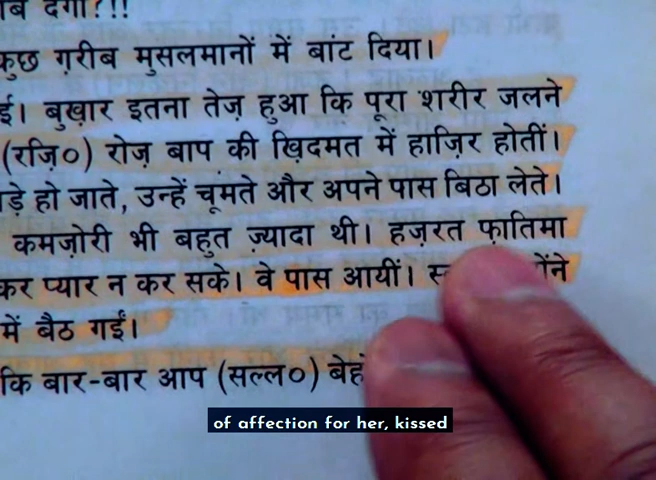 दगा?!!
कुछ ग़रीब मुसलमानों में बांट दिया।
ई। बुख़ार इतना तेज़ हुआ कि पूरा शरीर जलने
(रज़ि०) रोज़ बाप की ख़िदमत में हाज़िर होतीं।
ड़े हो जाते, उन्हें चूमते और अपने पास बिठा लेते।
कमज़ोरी भी बहुत ज़्यादा थी। हज़रत फ़ातिमा
कर प्यार न कर सके। वे पास आयीं।
में बैठ गईं।
कि बार-बार आप (सल्ल०)
of affection for her, kissed